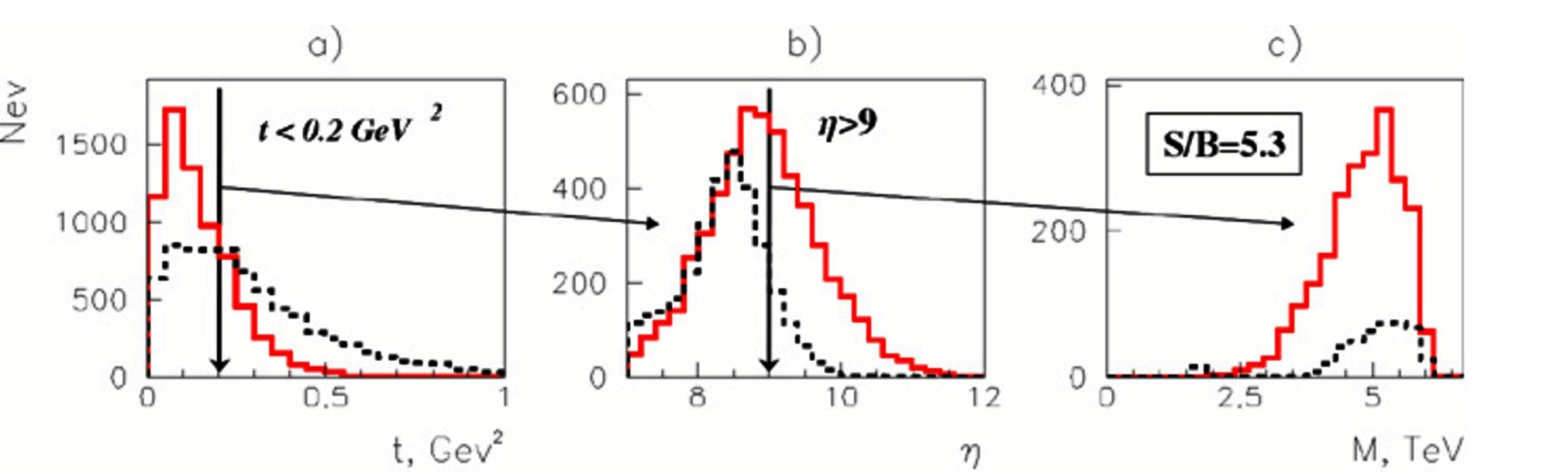 a)
Nev
1500
1000
500
0
t < 0.2 GeV 2
0 0.5 1
t, Gev2
b)
600
400
200
0
η>9
8 10 12
η
c)
400
200
0
S/B=5.3
0 2.5 5
M, TeV